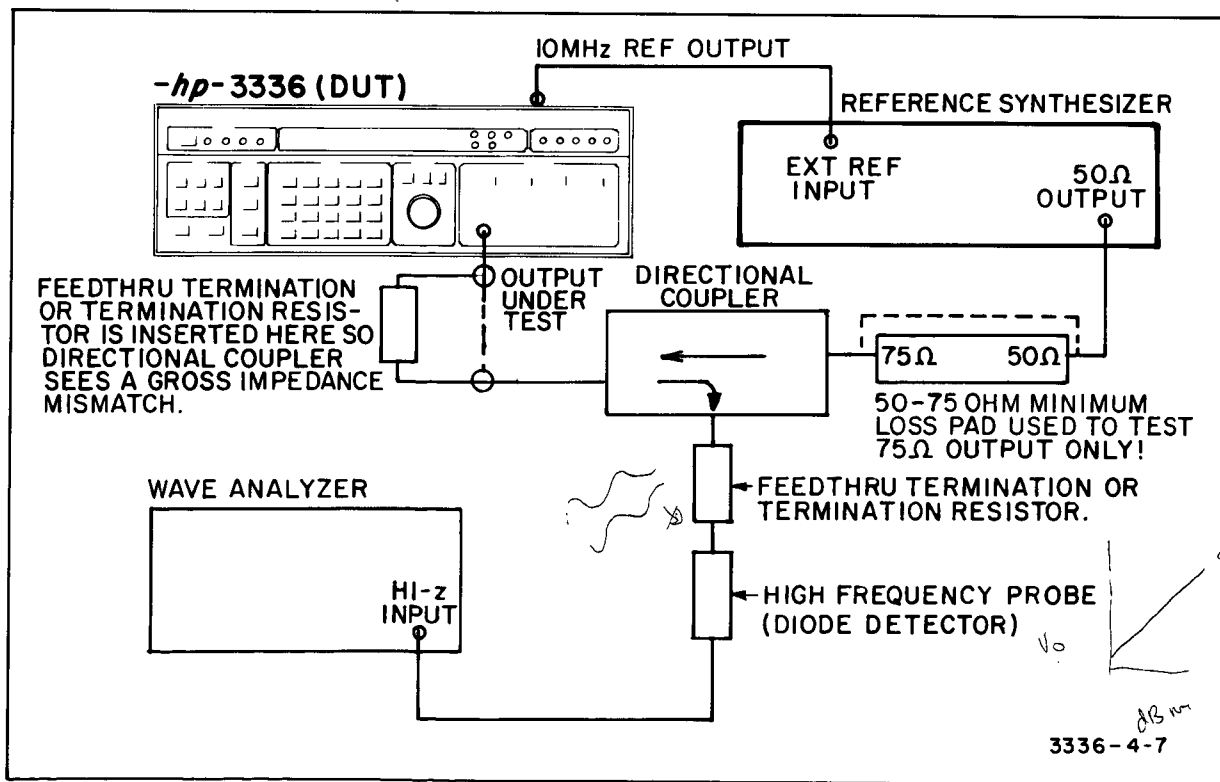 10MHz REF OUTPUT
-hp-3336 (DUT)
REFERENCE SYNTHESIZER
EXT REF
INPUT
50Ω
OUTPUT
FEEDTHRU TERMINATION
OR TERMINATION RESIS-
TOR IS INSERTED HERE SO
DIRECTIONAL COUPLER
SEES A GROSS IMPEDANCE
MISMATCH.
OUTPUT
UNDER
TEST
DIRECTIONAL
COUPLER
75Ω 50Ω
50-75 OHM MINIMUM
LOSS PAD USED TO TEST
75Ω OUTPUT ONLY!
WAVE ANALYZER
HI-z
INPUT
FEEDTHRU TERMINATION OR
TERMINATION RESISTOR.
HIGH FREQUENCY PROBE
(DIODE DETECTOR)
Vo
dBm
3336-4-7